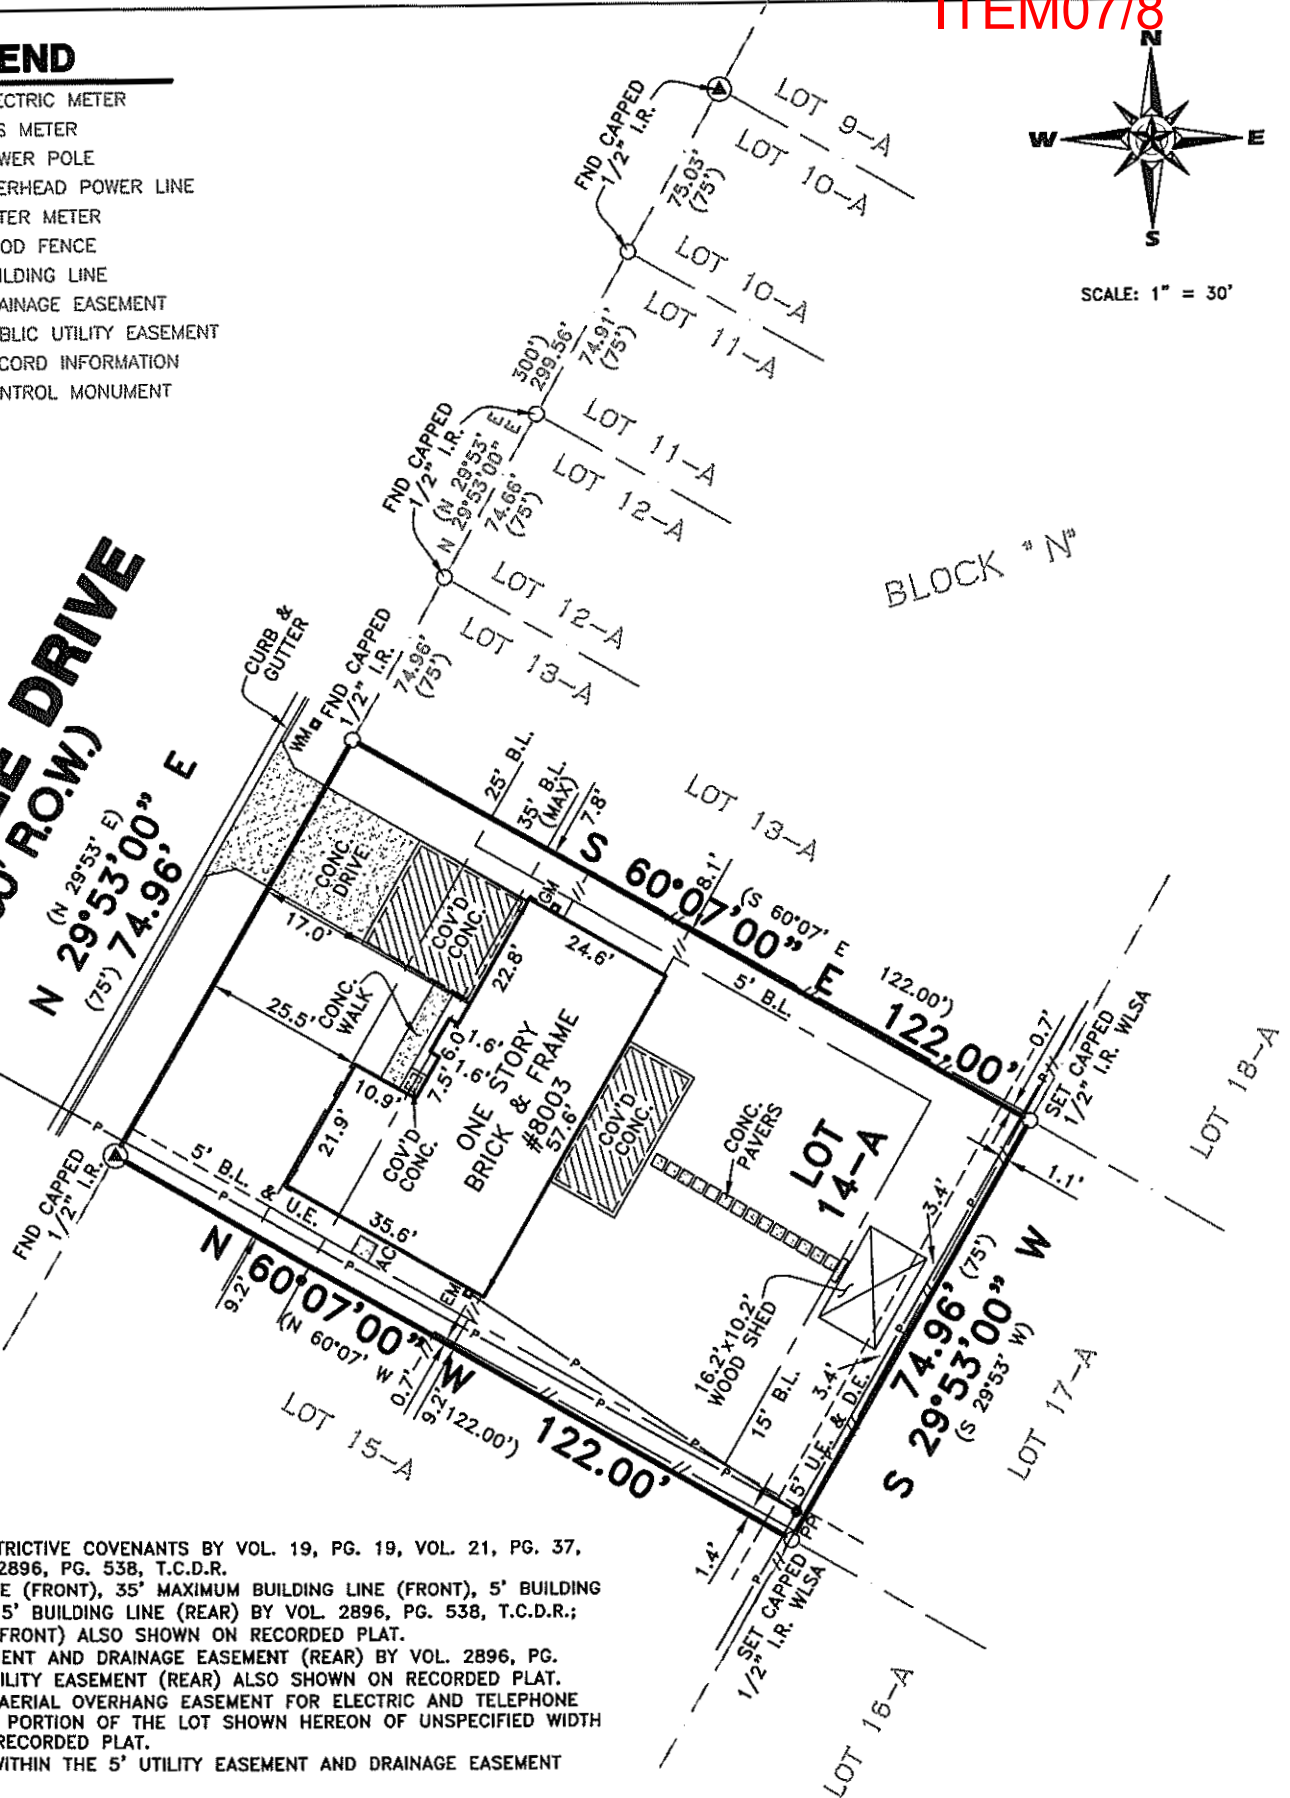 ITEM07/8
END
ECTRIC METER
S METER
WER POLE
ERHEAD POWER LINE
TER METER
OD FENCE
ILDING LINE
AINAGE EASEMENT
BLIC UTILITY EASEMENT
CORD INFORMATION
NTROL MONUMENT
N
W
E
S
SCALE: 1" = 30'
FND CAPPED
1/2" I.R.
LOT 9-A
LOT 10-A
75.03'
(75')
LOT 10-A
LOT 11-A
300')
299.56'
74.91'
(75')
FND CAPPED
1/2" I.R.
LOT 11-A
LOT 12-A
(N 29°53' E
N 29°53'00" E
74.66'
(75')
LOT 12-A
LOT 13-A
BLOCK "N"
CURB &
GUTTER
WM
FND CAPPED
1/2" I.R.
74.96'
(75')
DRIVE
0' R.O.W.)
(N 29°53' E)
N 29°53'00" E
(75') 74.96'
25' B.L.
35' B.L.
(MAX)
7.8'
LOT 13-A
8.1'
S 60°07'00" E 122.00'
(S 60°07' E 122.00')
5' B.L.
CONC.
DRIVE
COV'D
CONC.
GM
17.0'
24.6'
22.8'
CONC.
WALK
25.5'
1.6'
6.0'
1.6'
7.5'
10.9'
21.9'
COV'D
CONC.
ONE STORY
BRICK & FRAME
#8003
57.6'
COV'D
CONC.
CONC.
PAVERS
LOT
14-A
0.7'
SET CAPPED
1/2" I.R. WLSA
LOT 18-A
1.1'
3.4'
P
FND CAPPED
1/2" I.R.
5' B.L. & U.E.
35.6'
AC
EM
9.2'
N 60°07'00" W 122.00'
(N 60°07' W 122.00')
0.7'
9.2'
LOT 15-A
16.2'x10.2'
WOOD SHED
15' B.L.
3.4'
5' U.E. & D.E.
74.96' (75')
S 29°53'00" W
(S 29°53' W)
LOT 17-A
PP
1.4'
SET CAPPED
1/2" I.R. WLSA
LOT 16-A
TRICTIVE COVENANTS BY VOL. 19, PG. 19, VOL. 21, PG. 37,
2896, PG. 538, T.C.D.R.
E (FRONT), 35' MAXIMUM BUILDING LINE (FRONT), 5' BUILDING
5' BUILDING LINE (REAR) BY VOL. 2896, PG. 538, T.C.D.R.;
FRONT) ALSO SHOWN ON RECORDED PLAT.
ENT AND DRAINAGE EASEMENT (REAR) BY VOL. 2896, PG.
ILITY EASEMENT (REAR) ALSO SHOWN ON RECORDED PLAT.
AERIAL OVERHANG EASEMENT FOR ELECTRIC AND TELEPHONE
PORTION OF THE LOT SHOWN HEREON OF UNSPECIFIED WIDTH
RECORDED PLAT.
WITHIN THE 5' UTILITY EASEMENT AND DRAINAGE EASEMENT